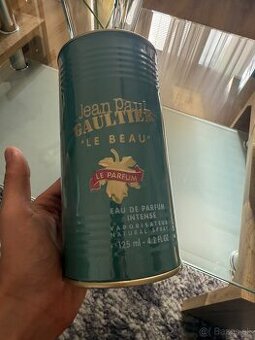 Jean Paul
GAULTIER
"LE BEAU"
LE PARFUM
EAU DE PARFUM
INTENSE
VAPORISATEUR
NATURAL SPRAY
125 ml - 4.2 fl.oz